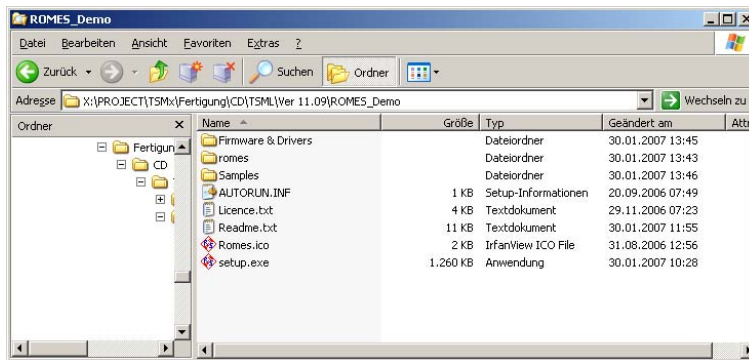 ROMES_Demo
Datei Bearbeiten Ansicht Favoriten Extras ?
Zurück Suchen Ordner
Adresse X:\PROJECT\TSMx\Fertigung\CD\TSML\Ver 11.09\ROMES_Demo Wechseln zu
Ordner x Name Größe Typ Geändert am Attr
Fertigun
CD
Firmware & Drivers Dateiordner 30.01.2007 13:45
romes Dateiordner 30.01.2007 13:43
Samples Dateiordner 30.01.2007 13:46
AUTORUN.INF 1 KB Setup-Informationen 20.09.2006 07:49
Licence.txt 4 KB Textdokument 29.11.2006 07:23
Readme.txt 11 KB Textdokument 30.01.2007 11:55
Romes.ico 2 KB IrfanView ICO File 31.08.2006 12:56
setup.exe 1.260 KB Anwendung 30.01.2007 10:28